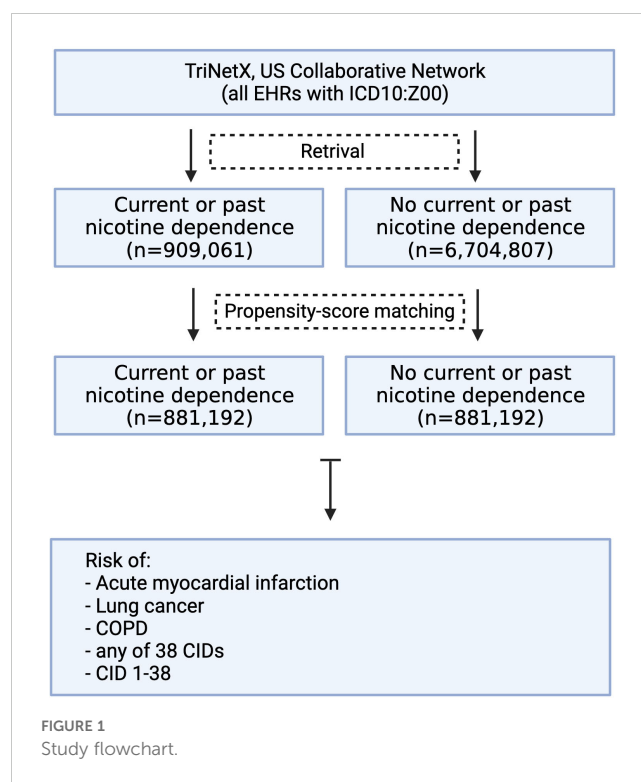 TriNetX, US Collaborative Network
(all EHRs with ICD10:Z00)
Retrival
Current or past
nicotine dependence
(n=909,061)
No current or past
nicotine dependence
(n=6,704,807)
Propensity-score matching
Current or past
nicotine dependence
(n=881,192)
No current or past
nicotine dependence
(n=881,192)
Risk of:
- Acute myocardial infarction
- Lung cancer
- COPD
- any of 38 CIDs
- CID 1-38
FIGURE 1
Study flowchart.